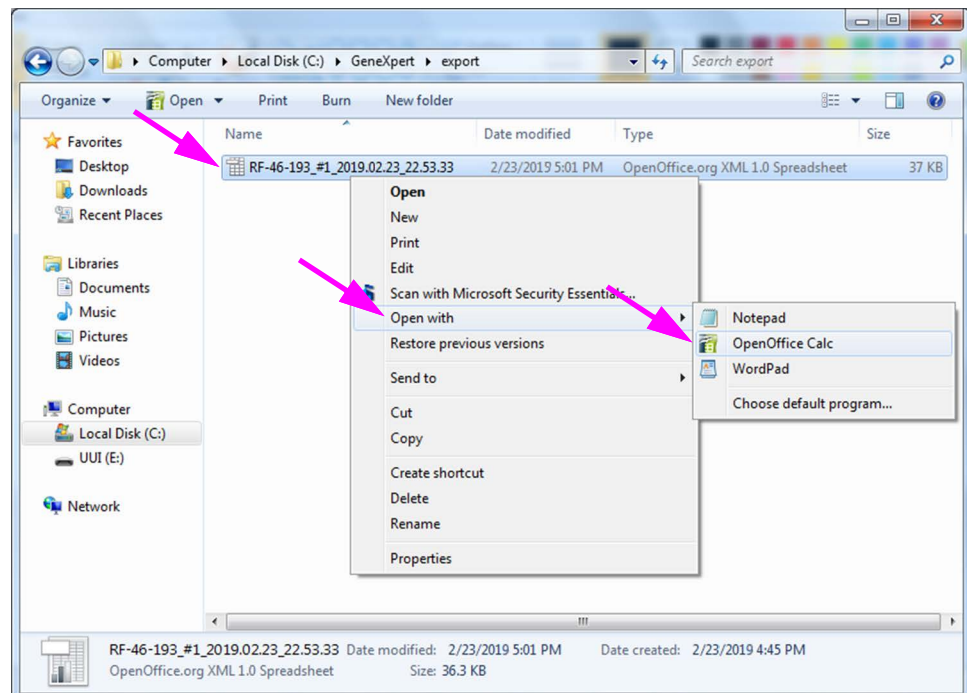 Computer Local Disk (C:) GeneXpert export Search export
Organize Open Print Burn New folder
Name Date modified Type Size
Favorites
Desktop
Downloads
Recent Places
Libraries
Documents
Music
Pictures
Videos
Computer
Local Disk (C:)
UUI (E:)
Network
RF-46-193_#1_2019.02.23_22.53.33 2/23/2019 5:01 PM OpenOffice.org XML 1.0 Spreadsheet 37 KB
Open
New
Print
Edit
Scan with Microsoft Security Essentials...
Open with
Restore previous versions
Send to
Cut
Copy
Create shortcut
Delete
Rename
Properties
Notepad
OpenOffice Calc
WordPad
Choose default program...
RF-46-193_#1_2019.02.23_22.53.33 Date modified: 2/23/2019 5:01 PM Date created: 2/23/2019 4:45 PM
OpenOffice.org XML 1.0 Spreadsheet Size: 36.3 KB